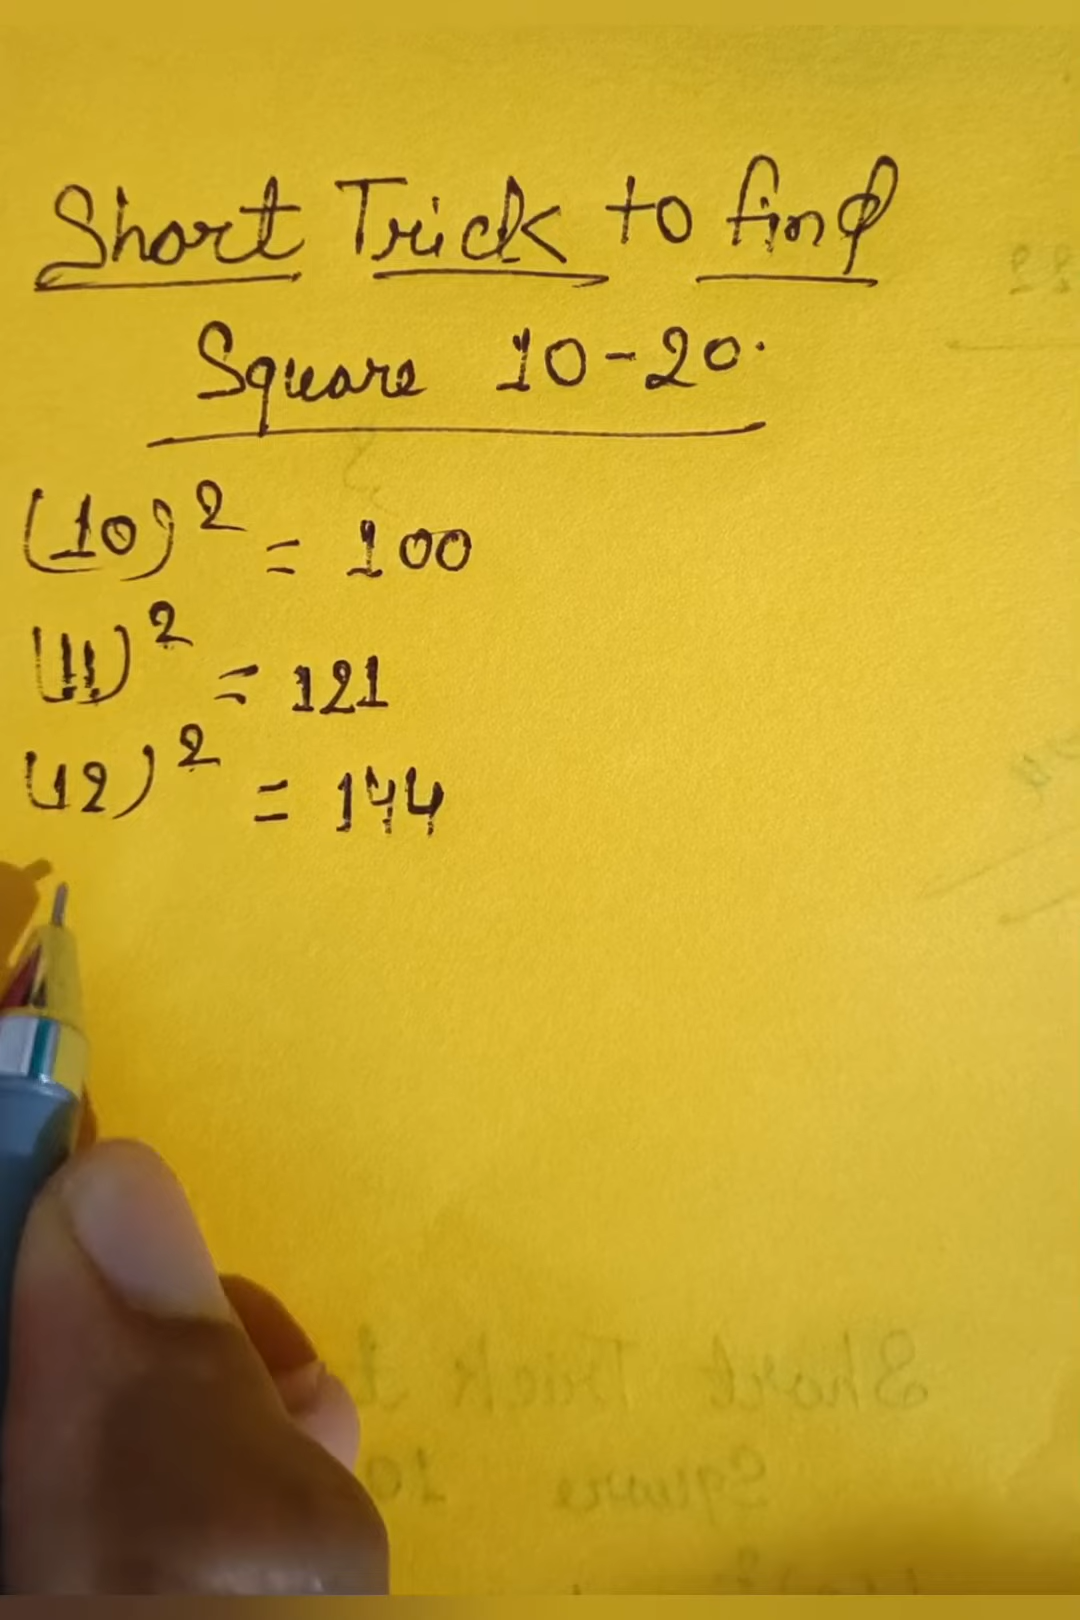 Short Trick to find
Square 10-20.
(10)² = 100
(11)² = 121
(12)² = 144